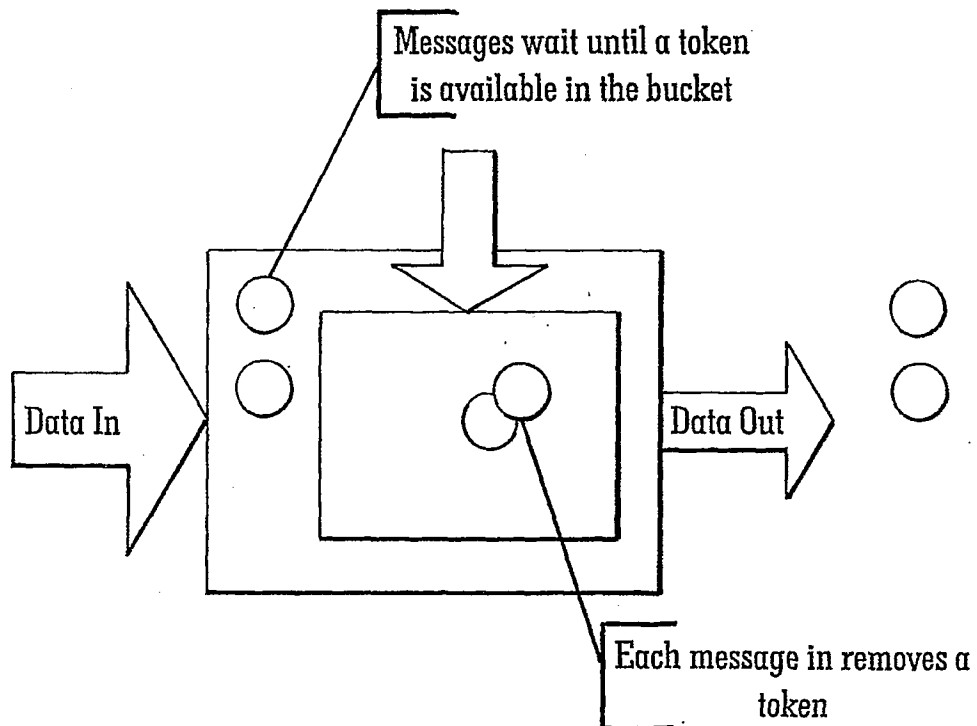 Messages wait until a token
is available in the bucket
Data In
Data Out
Each message in removes a
token